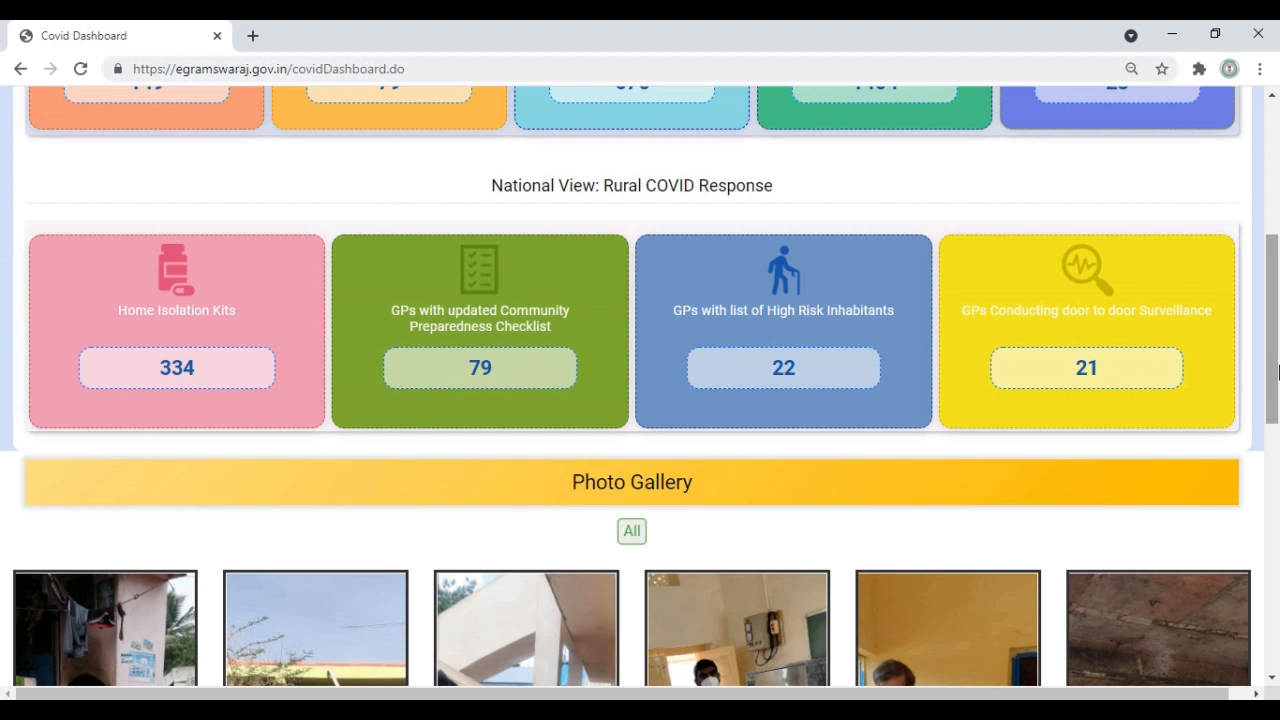 Covid Dashboard
https://egramswaraj.gov.in/covidDashboard.do
National View: Rural COVID Response
Home Isolation Kits
334
GPs with updated Community
Preparedness Checklist
79
GPs with list of High Risk Inhabitants
22
GPs Conducting door to door Surveillance
21
Photo Gallery
All